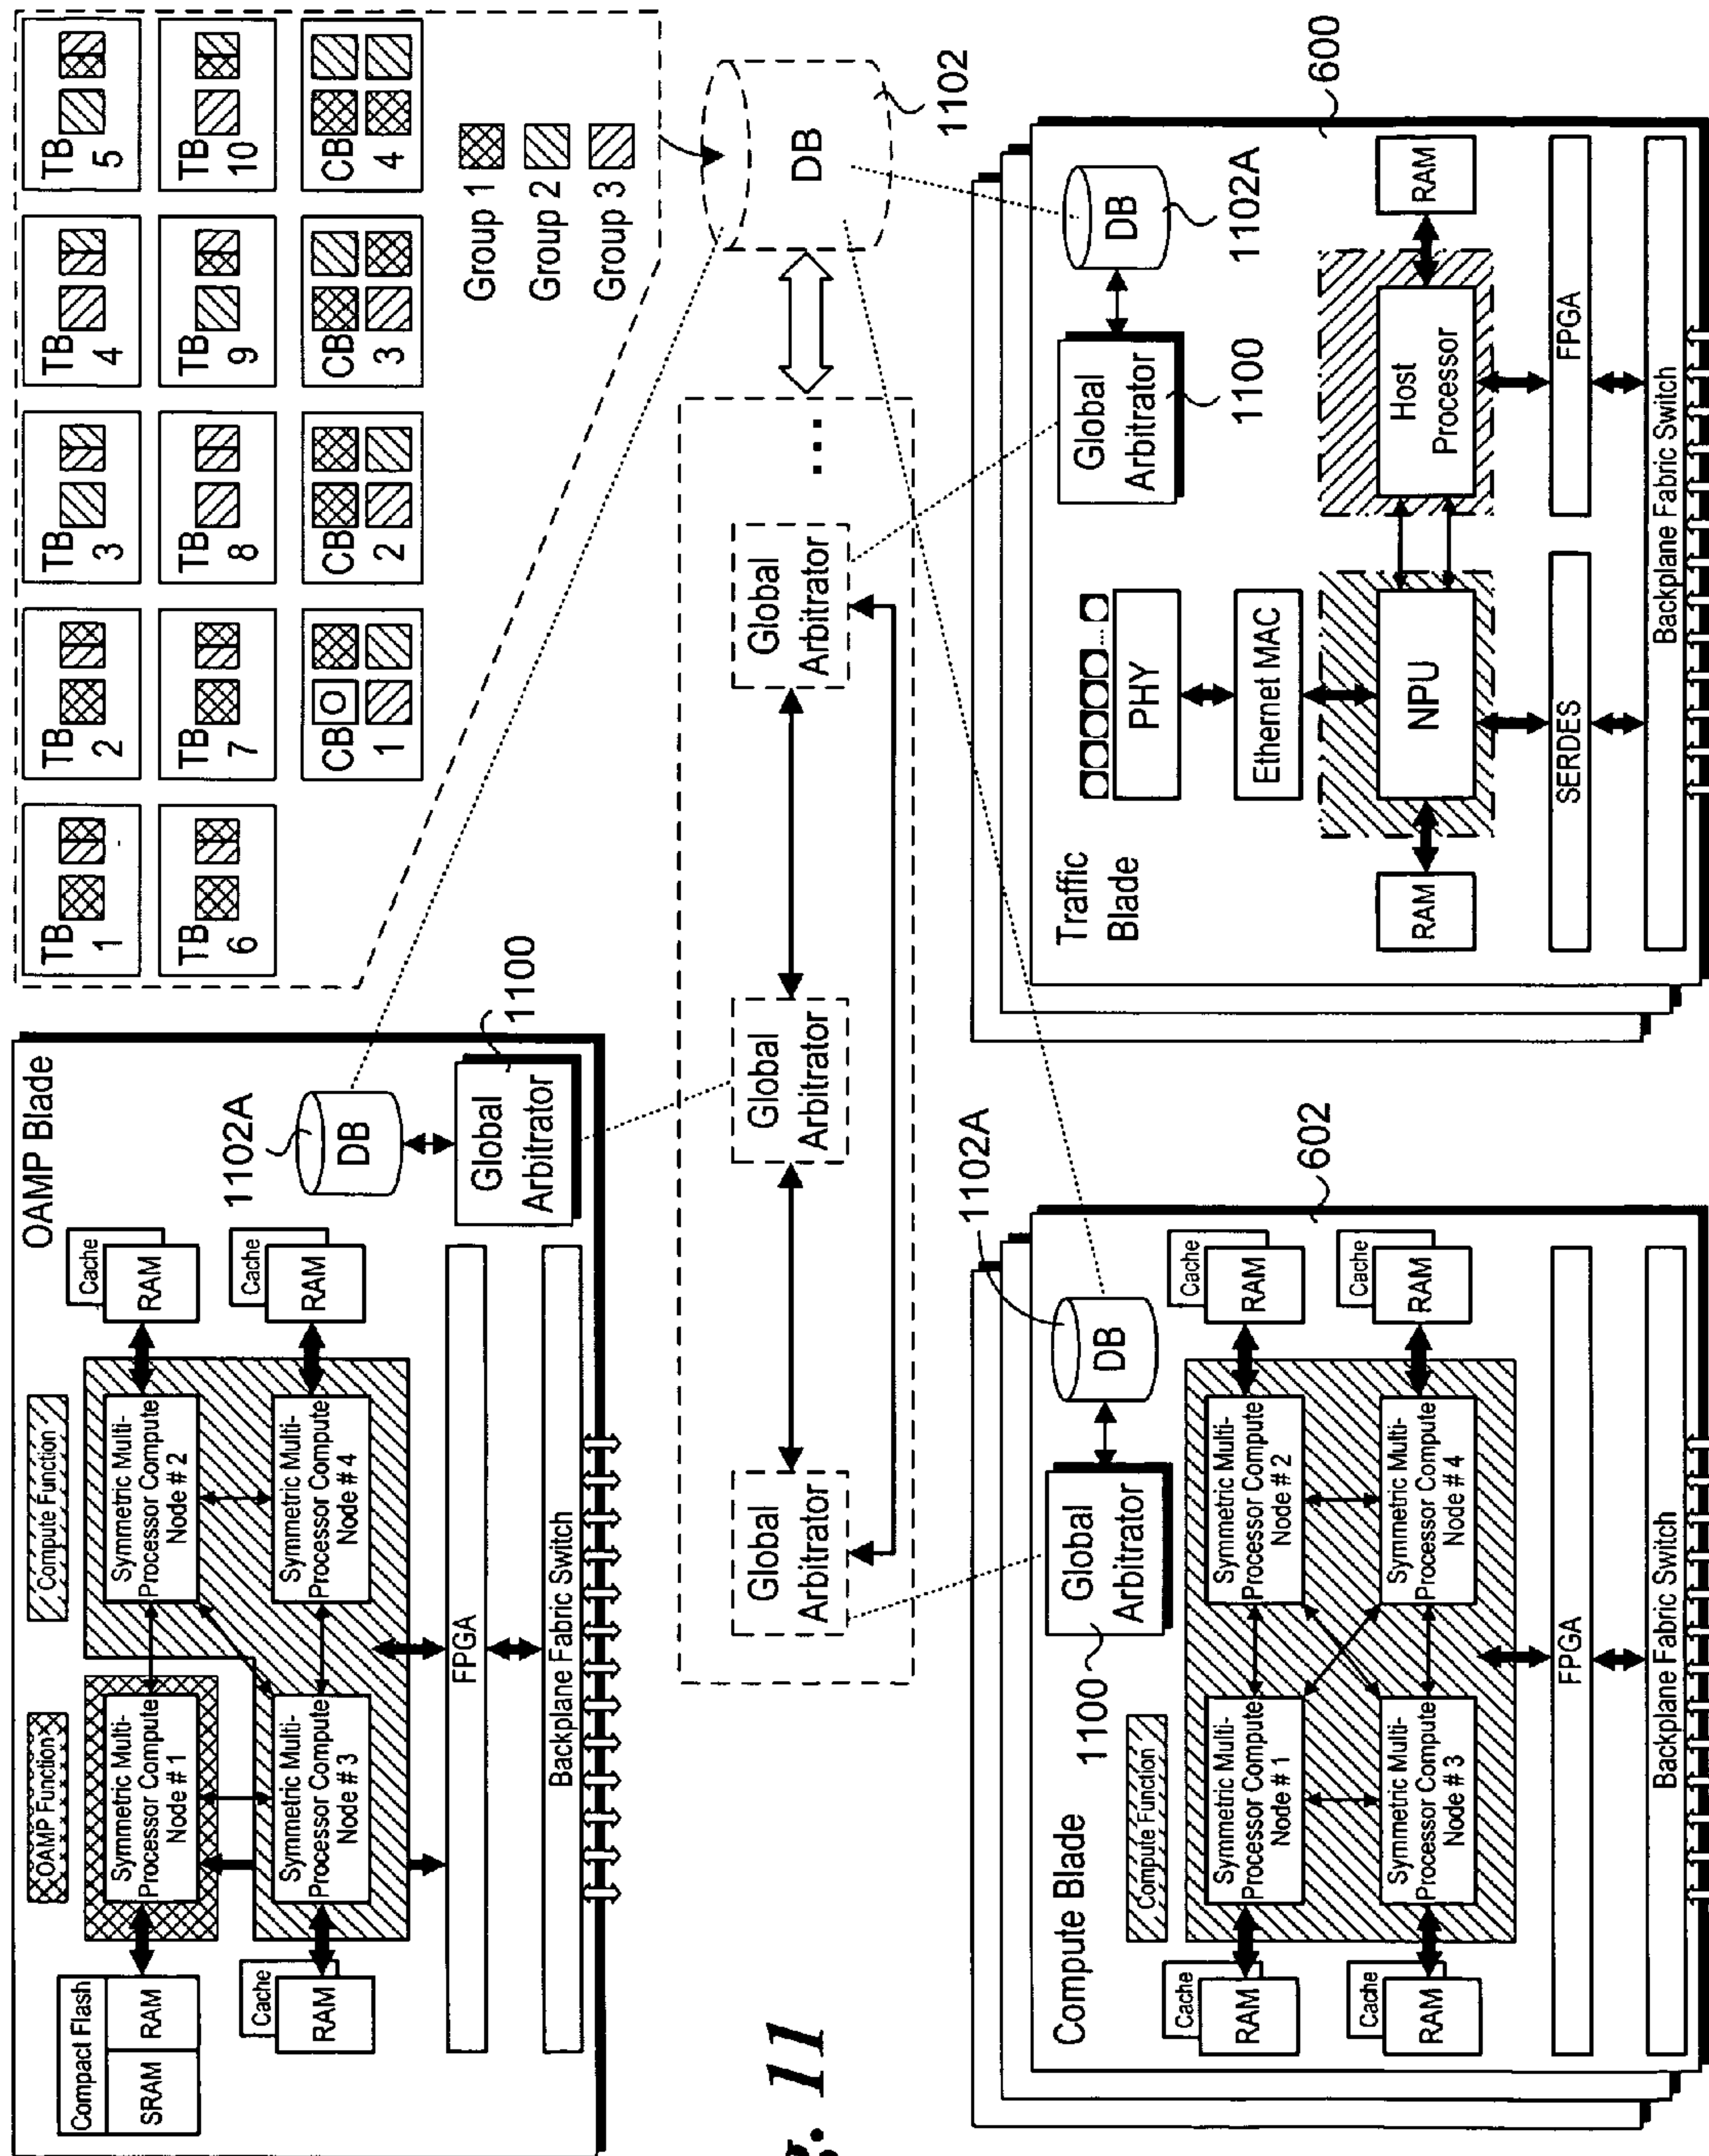 OAMP Blade
OAMP Function
Compute Function
Compact Flash
SRAM
RAM
Symmetric Multi-
Processor Compute
Node # 1
Symmetric Multi-
Processor Compute
Node # 2
Cache
RAM
Cache
RAM
Symmetric Multi-
Processor Compute
Node # 3
Symmetric Multi-
Processor Compute
Node # 4
Cache
RAM
1102A
DB
Global
Arbitrator
1100
FPGA
Backplane Fabric Switch
TB
1
TB
2
TB
3
TB
4
TB
5
TB
6
TB
7
TB
8
TB
9
TB
10
CB
1
O
CB
2
CB
3
CB
4
Group 1
Group 2
Group 3
g. 11
Global
Arbitrator
Global
Arbitrator
Global
Arbitrator
...
DB
1102
Compute Blade
Compute Function
1100
Global
Arbitrator
DB
1102A
602
Cache
RAM
Symmetric Multi-
Processor Compute
Node # 1
Symmetric Multi-
Processor Compute
Node # 2
Cache
RAM
Cache
RAM
Symmetric Multi-
Processor Compute
Node # 3
Symmetric Multi-
Processor Compute
Node # 4
Cache
RAM
FPGA
Backplane Fabric Switch
Traffic
Blade
Global
Arbitrator
1100
DB
1102A
600
...
PHY
Ethernet MAC
RAM
NPU
Host
Processor
RAM
SERDES
FPGA
Backplane Fabric Switch